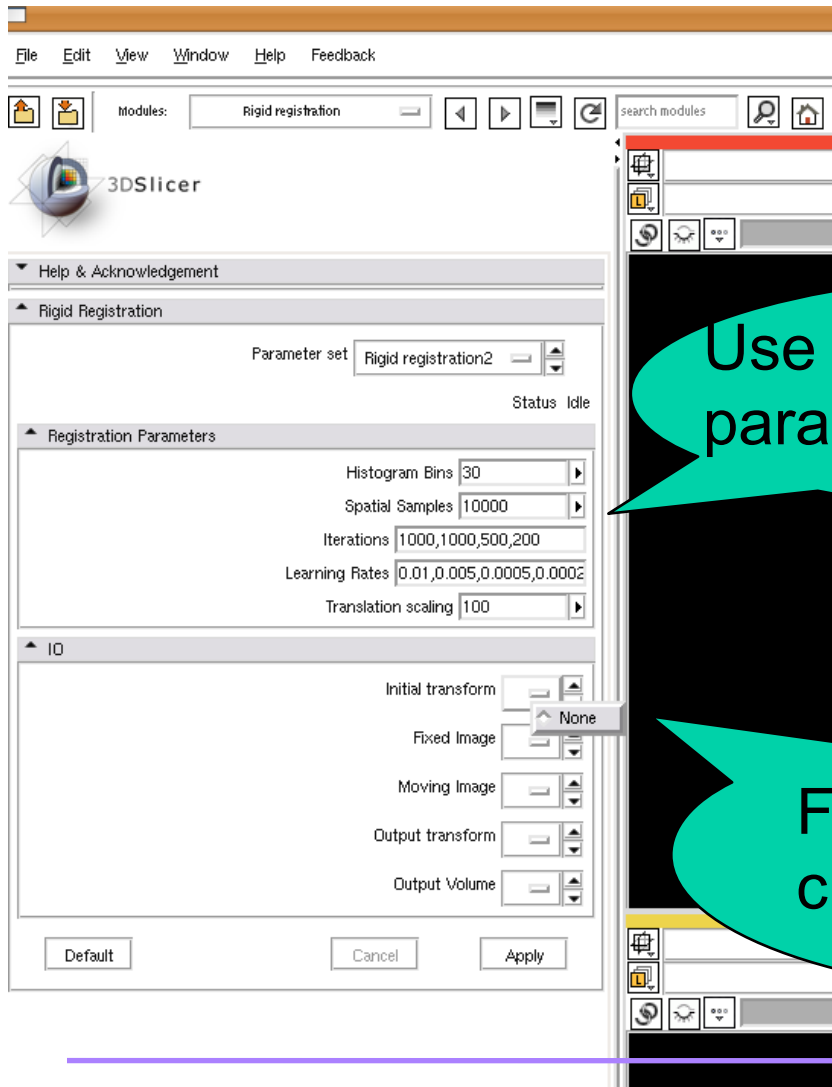 File Edit View Window Help Feedback
Modules: Rigid registration search modules
3DSlicer
Help & Acknowledgement
Rigid Registration
Parameter set Rigid registration2
Status Idle
Registration Parameters
Histogram Bins 30
Spatial Samples 10000
Iterations 1000,1000,500,200
Learning Rates 0.01,0.005,0.0005,0.0002
Translation scaling 100
IO
Initial transform
None
Fixed Image
Moving Image
Output transform
Output Volume
Default Cancel Apply
L
Use
para
F
c
L